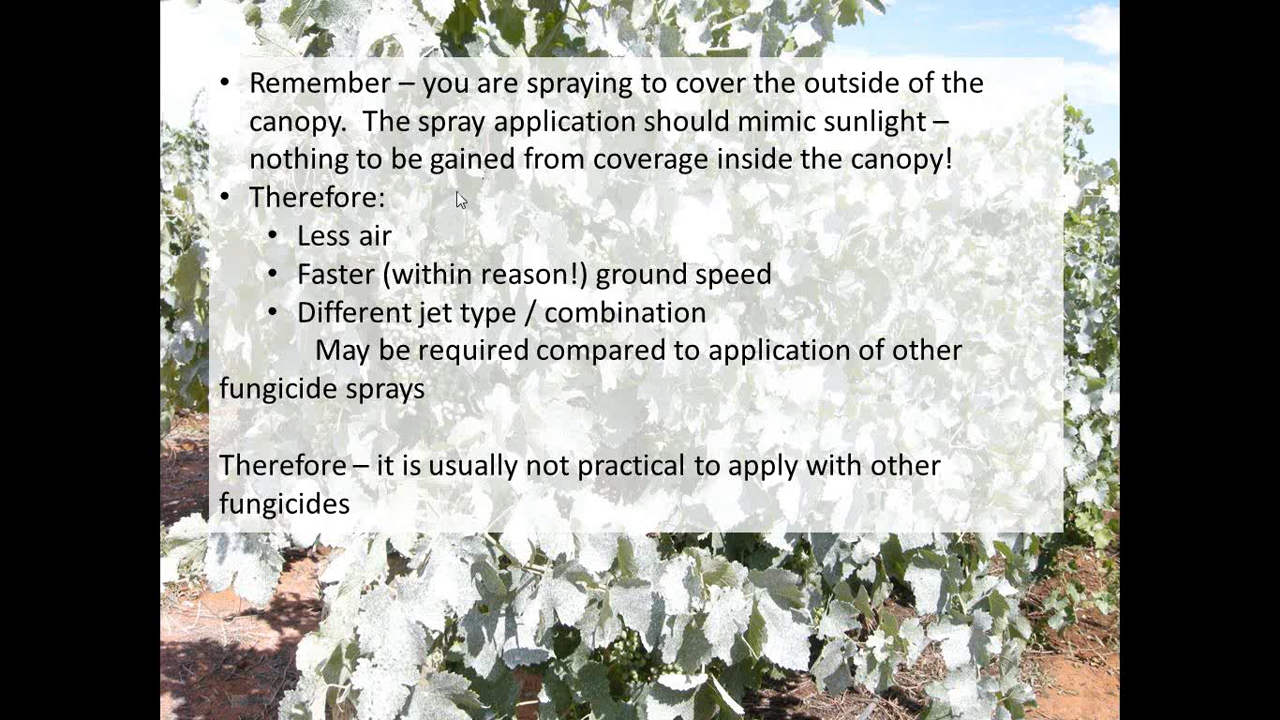 • Remember – you are spraying to cover the outside of the
canopy.  The spray application should mimic sunlight –
nothing to be gained from coverage inside the canopy!
• Therefore:
• Less air
• Faster (within reason!) ground speed
• Different jet type / combination
May be required compared to application of other
fungicide sprays
Therefore – it is usually not practical to apply with other
fungicides